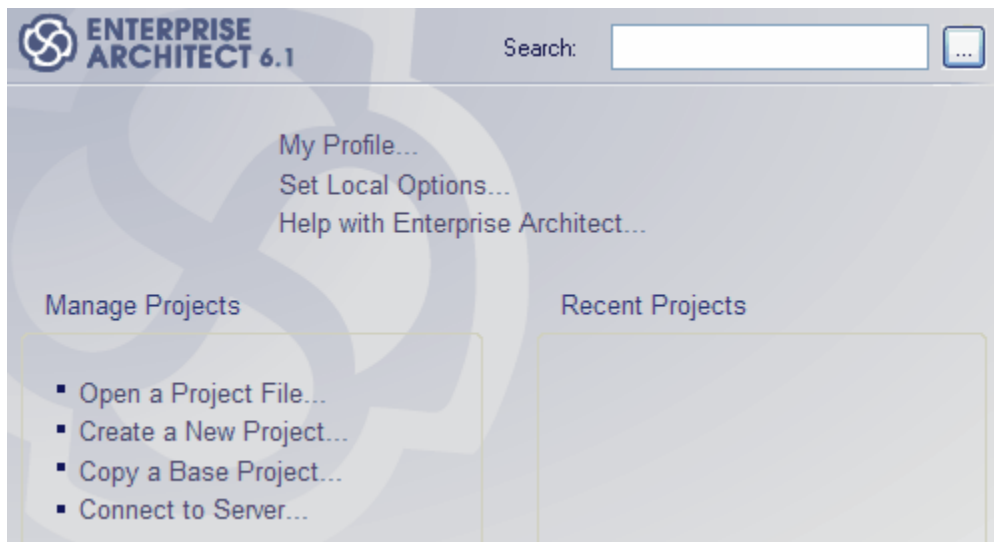 ENTERPRISE
ARCHITECT 6.1
Search:
...
My Profile...
Set Local Options...
Help with Enterprise Architect...
Manage Projects
Open a Project File...
Create a New Project...
Copy a Base Project...
Connect to Server...
Recent Projects